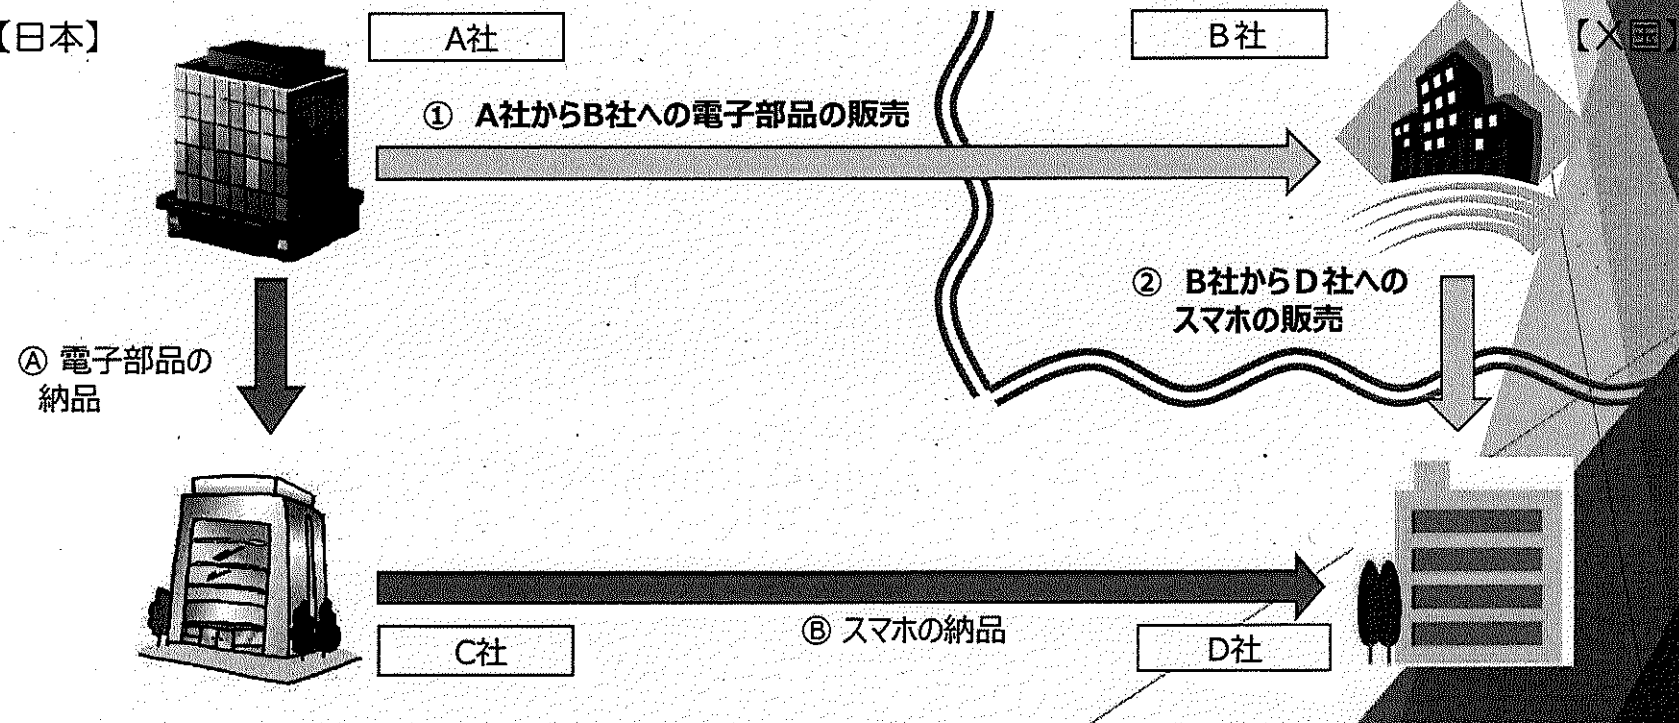 【日本】
A社
B社
【X国】
① A社からB社への電子部品の販売
② B社からD社への
スマホの販売
Ⓐ 電子部品の
納品
Ⓑ スマホの納品
C社
D社